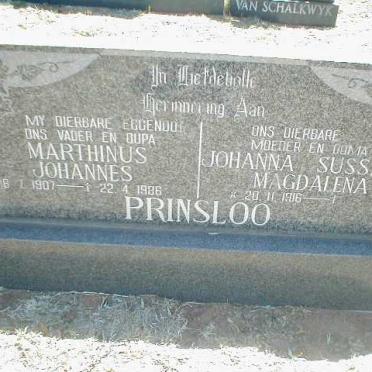 VAN SCHALKWYK
In Liefdevolle
Herinnering Aan
MY DIERBARE EGGENOOT
ONS VADER EN OUPA
MARTHINUS
JOHANNES
1907 — † 22.4.1986
ONS DIERBARE
MOEDER EN OUMA
JOHANNA SUSS
MAGDALENA
* 20.11.1916 — †
PRINSLOO